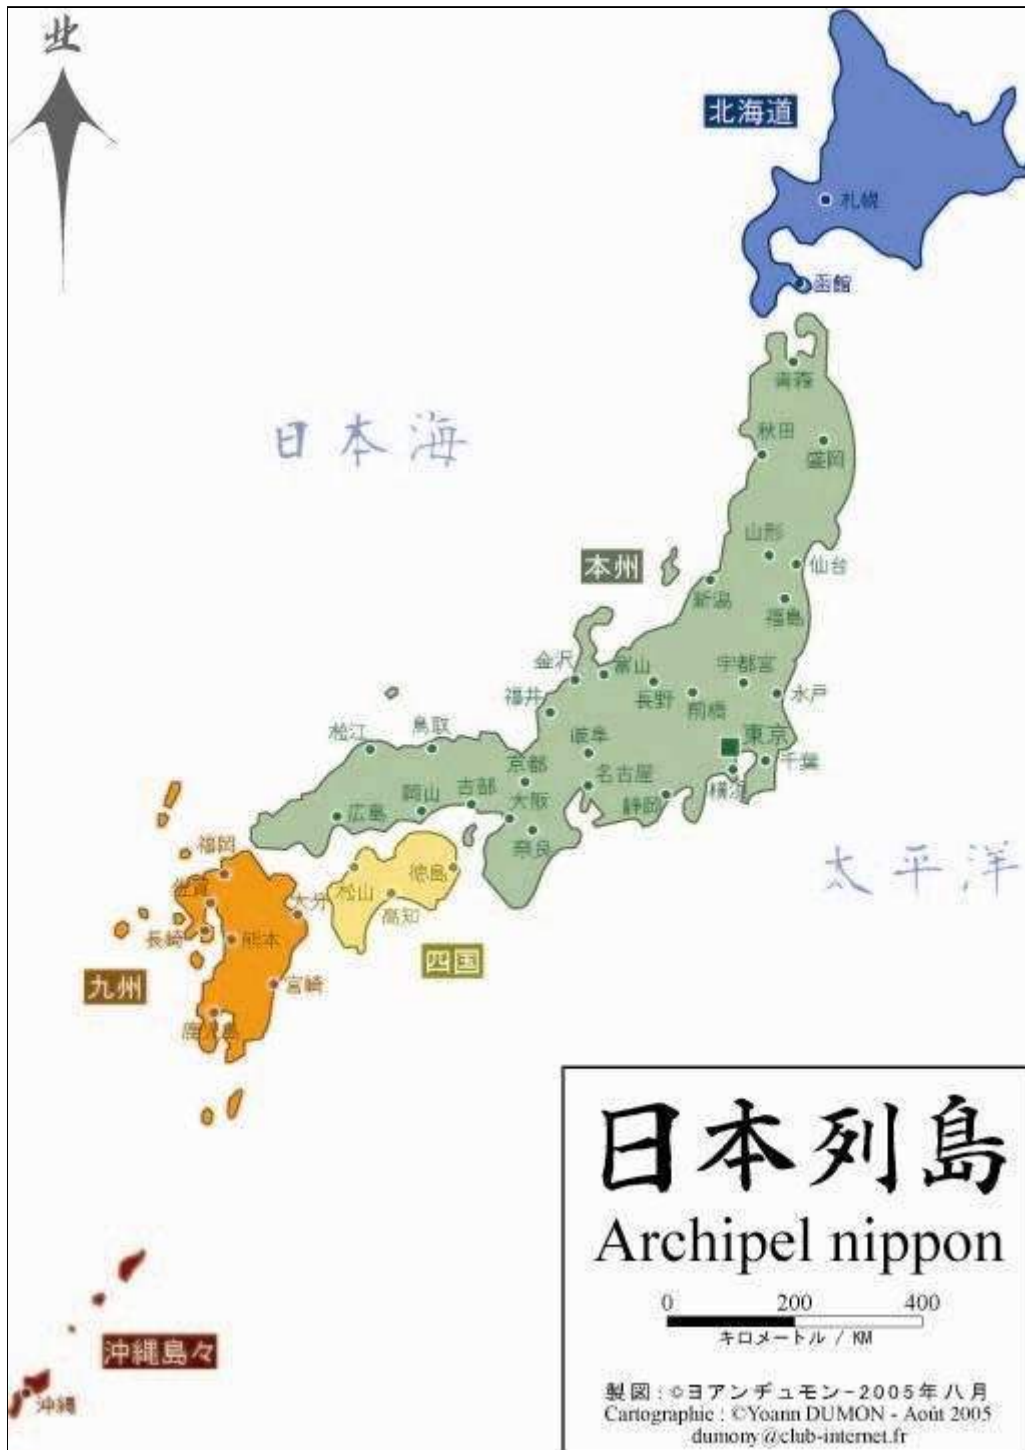 北
北海道
札幌
函館
青森
秋田
盛岡
日本海
山形
本州
仙台
新潟
福島
金沢
富山
宇都宮
福井
長野
前橋
水戸
松江
鳥取
岐阜
東京
京都
千葉
名古屋
岡山
古部
大阪
静岡
横浜
広島
奈良
福岡
太平洋
徳島
佐賀
松山
大分
高知
長崎
熊本
四国
九州
宮崎
鹿児島
日本列島
Archipel nippon
0 200 400
キロメートル / KM
沖縄島々
沖縄
製図:©ヨアンデュモン-2005年八月
Cartographie : ©Yoann DUMON - Août 2005
dumony@club-internet.fr